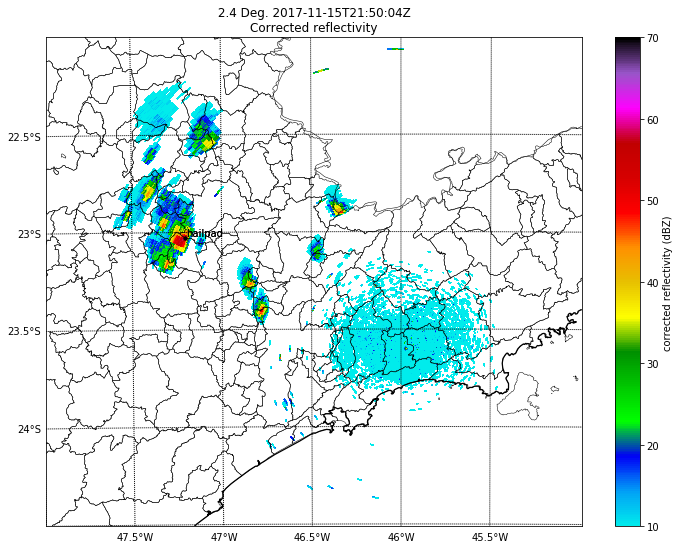 2.4 Deg. 2017-11-15T21:50:04Z
Corrected reflectivity
22.5°S
23°S
23.5°S
24°S
47.5°W
47°W
46.5°W
46°W
45.5°W
hailpad
70
60
50
40
30
20
10
corrected reflectivity (dBZ)